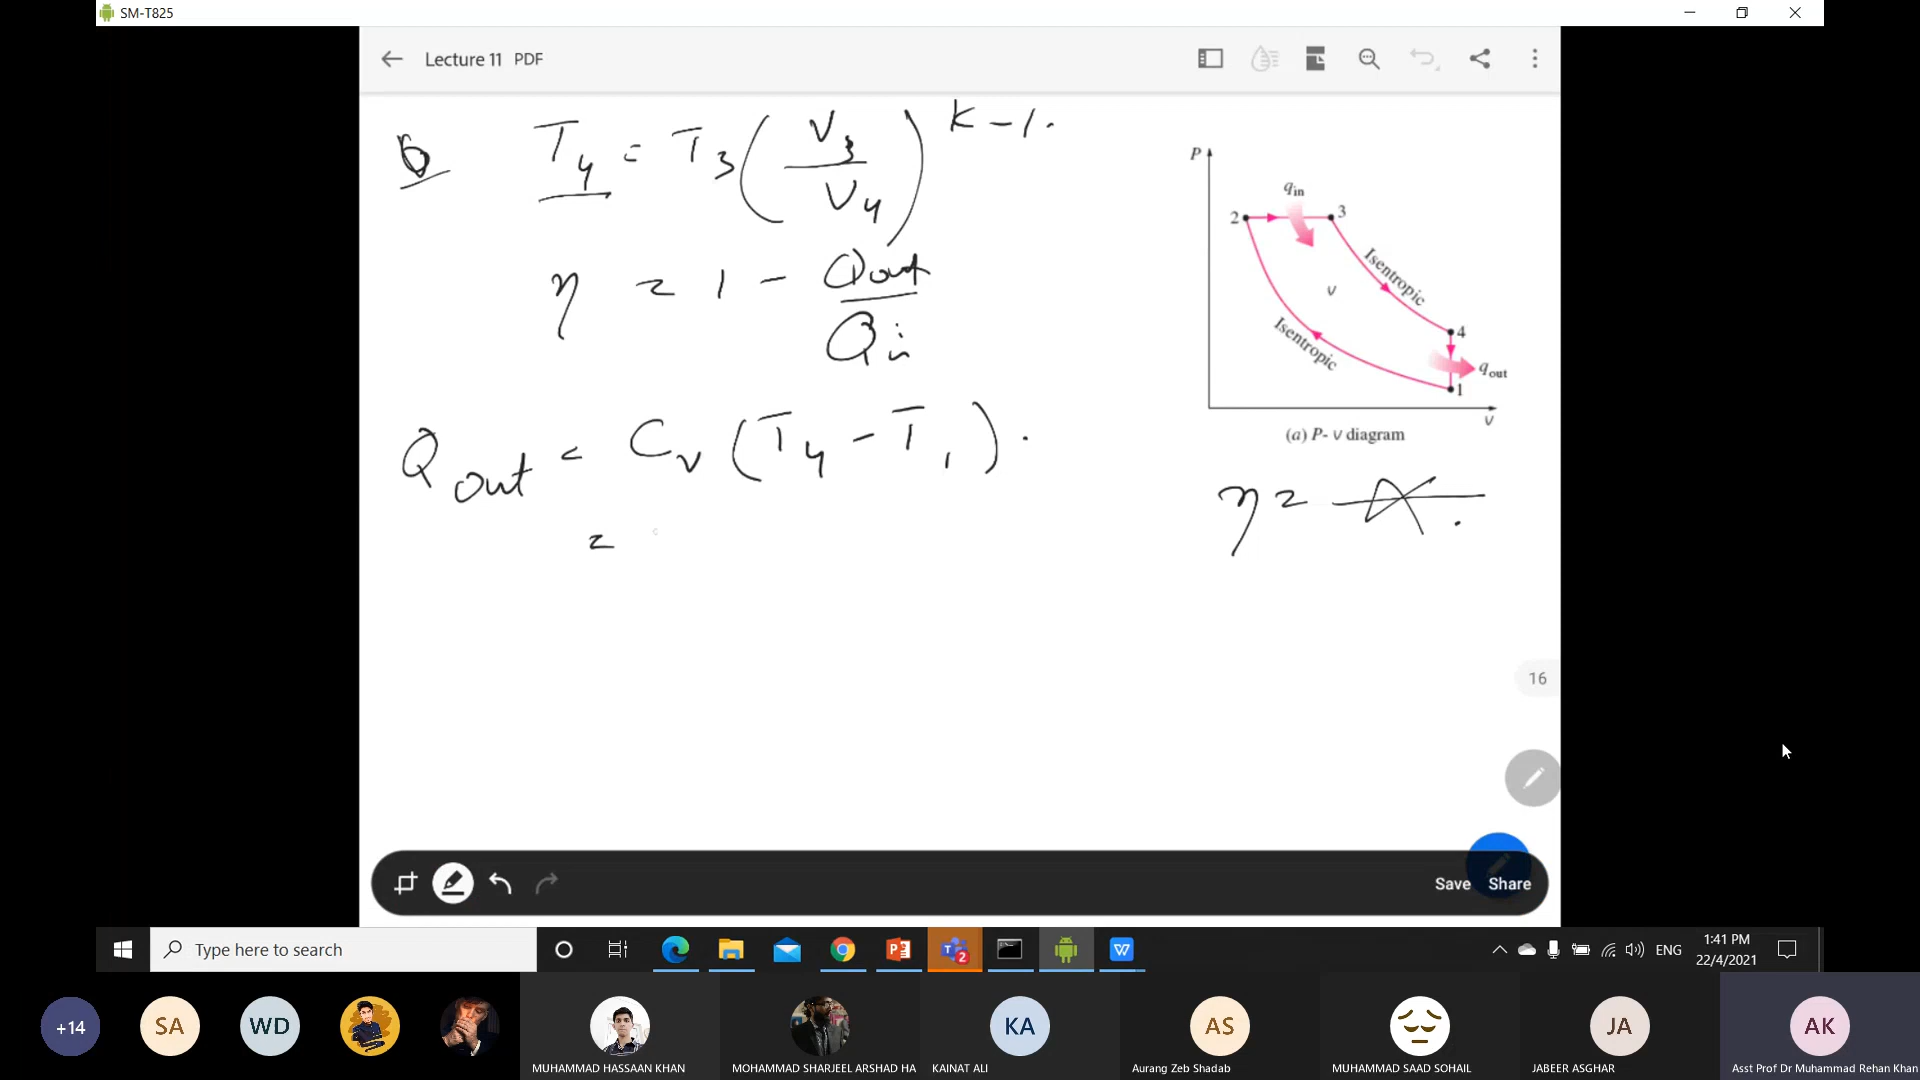 SM-T825
Lecture 11 PDF
b T4 = T3 (V3 / V4)^K-1.
η = 1 - Qout / Qin
Qout = Cv (T4 - T1).
=
P
qin
2
3
Isentropic
v
4
Isentropic
qout
1
v
(a) P- v diagram
η =
16
Save Share
Type here to search
2
ENG
1:41 PM
22/4/2021
+14
SA
WD
KA
AS
JA
AK
MUHAMMAD HASSAAN KHAN
MOHAMMAD SHARJEEL ARSHAD HA
KAINAT ALI
Aurang Zeb Shadab
MUHAMMAD SAAD SOHAIL
JABEER ASGHAR
Asst Prof Dr Muhammad Rehan Khan